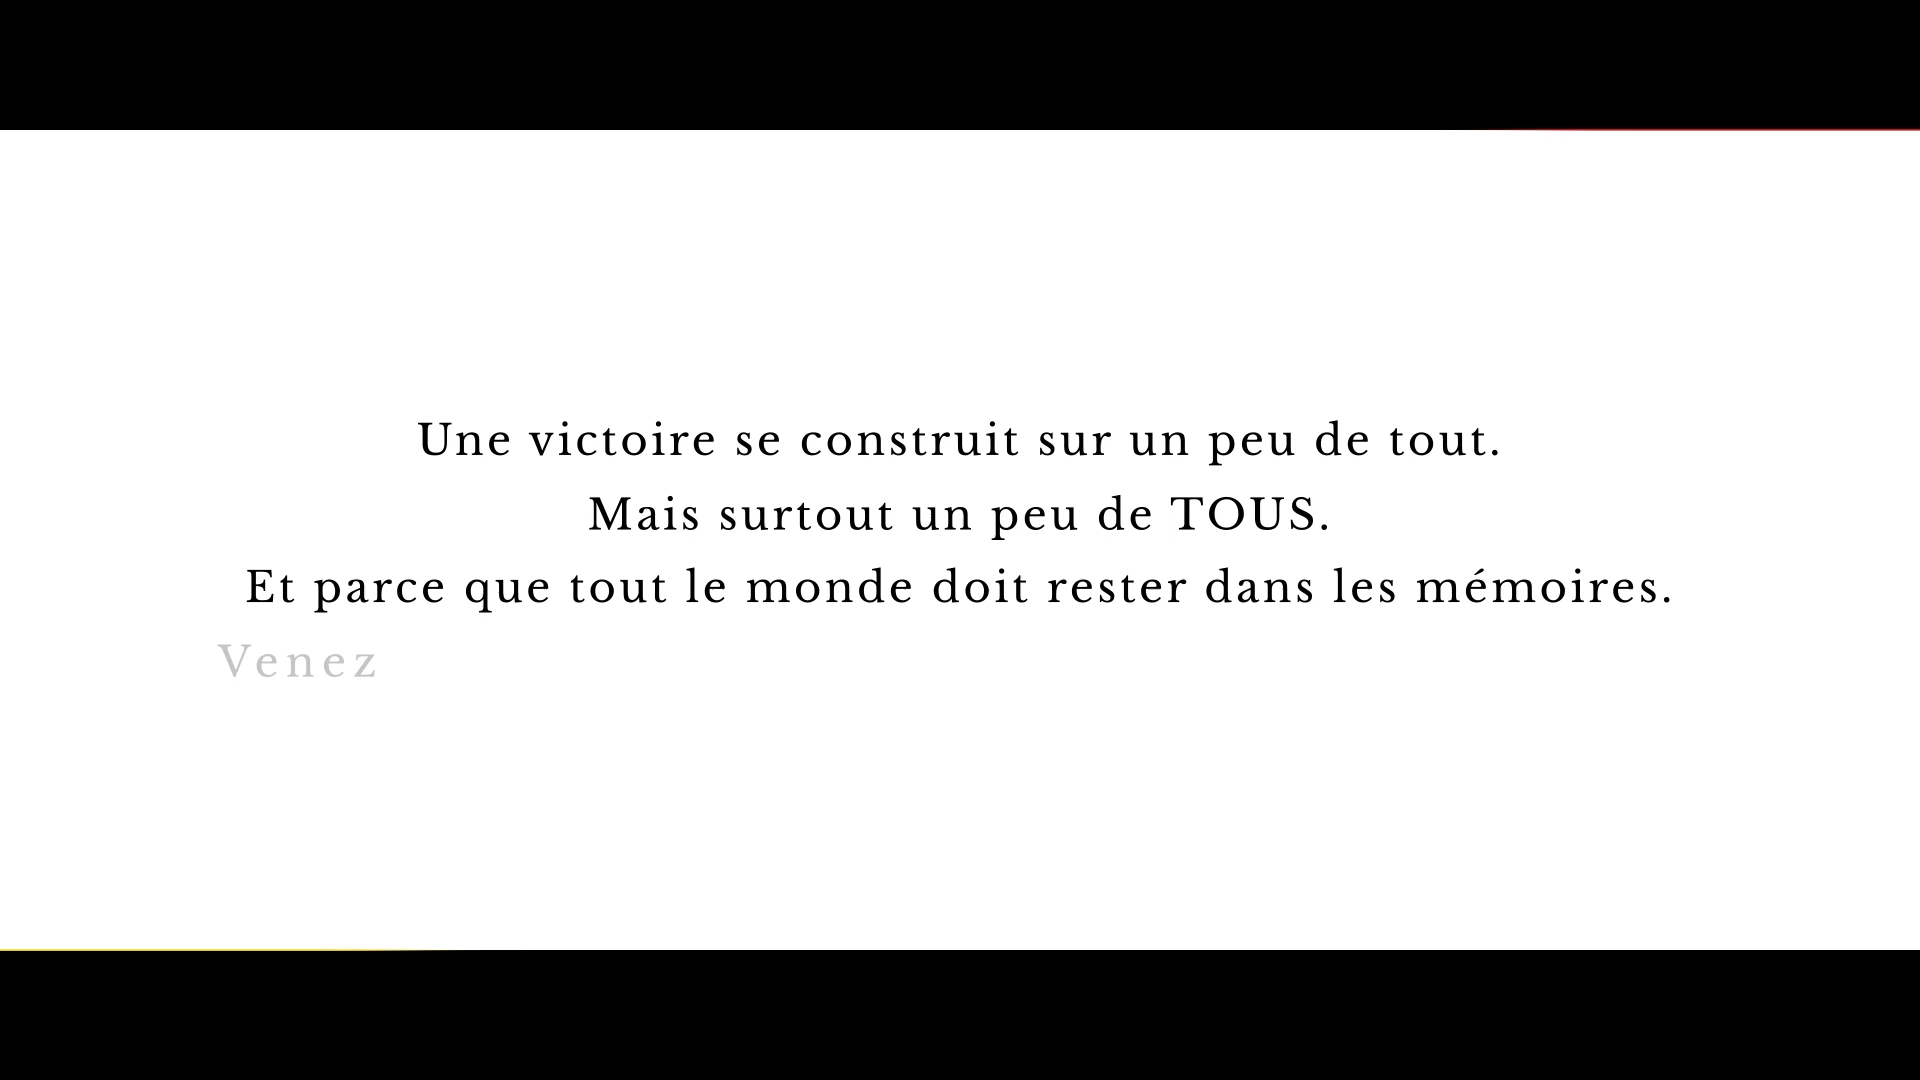 Une victoire se construit sur un peu de tout.
Mais surtout un peu de TOUS.
Et parce que tout le monde doit rester dans les mémoires.
Venez